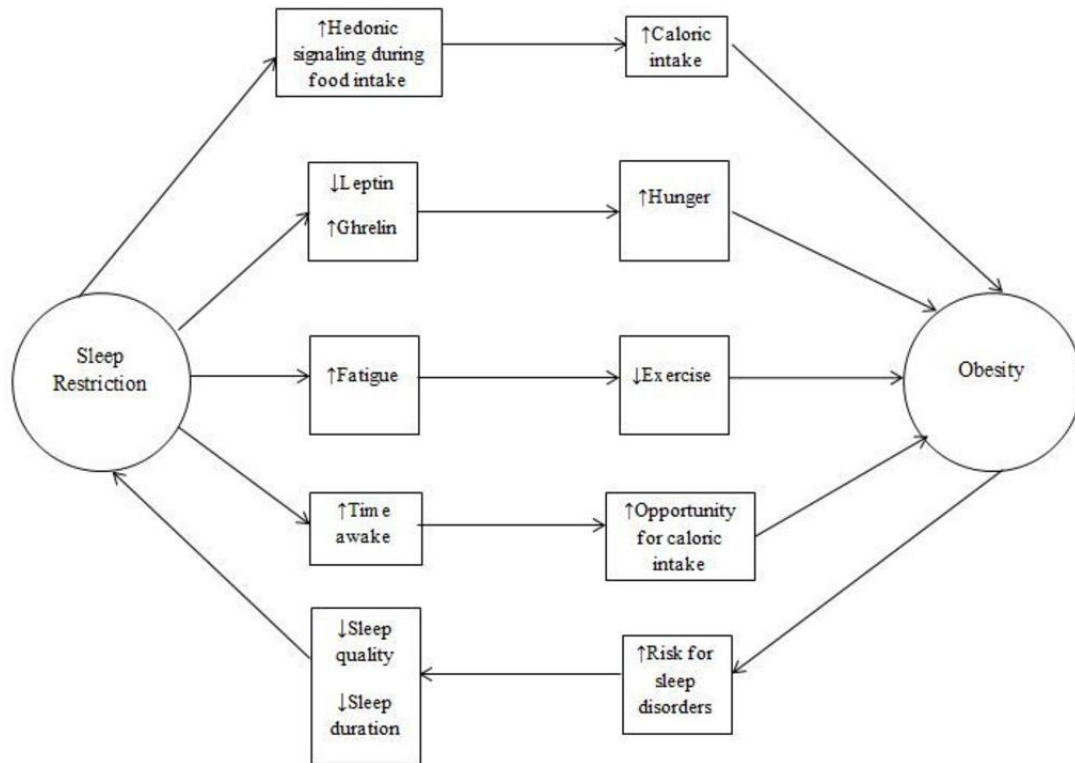 ↑Hedonic
signaling during
food intake
↑Caloric
intake
↓Leptin
↑Ghrelin
↑Hunger
Sleep
Restriction
↑Fatigue
↓Exercise
Obesity
↑Time
awake
↑Opportunity
for caloric
intake
↓Sleep
quality
↓Sleep
duration
↑Risk for
sleep
disorders